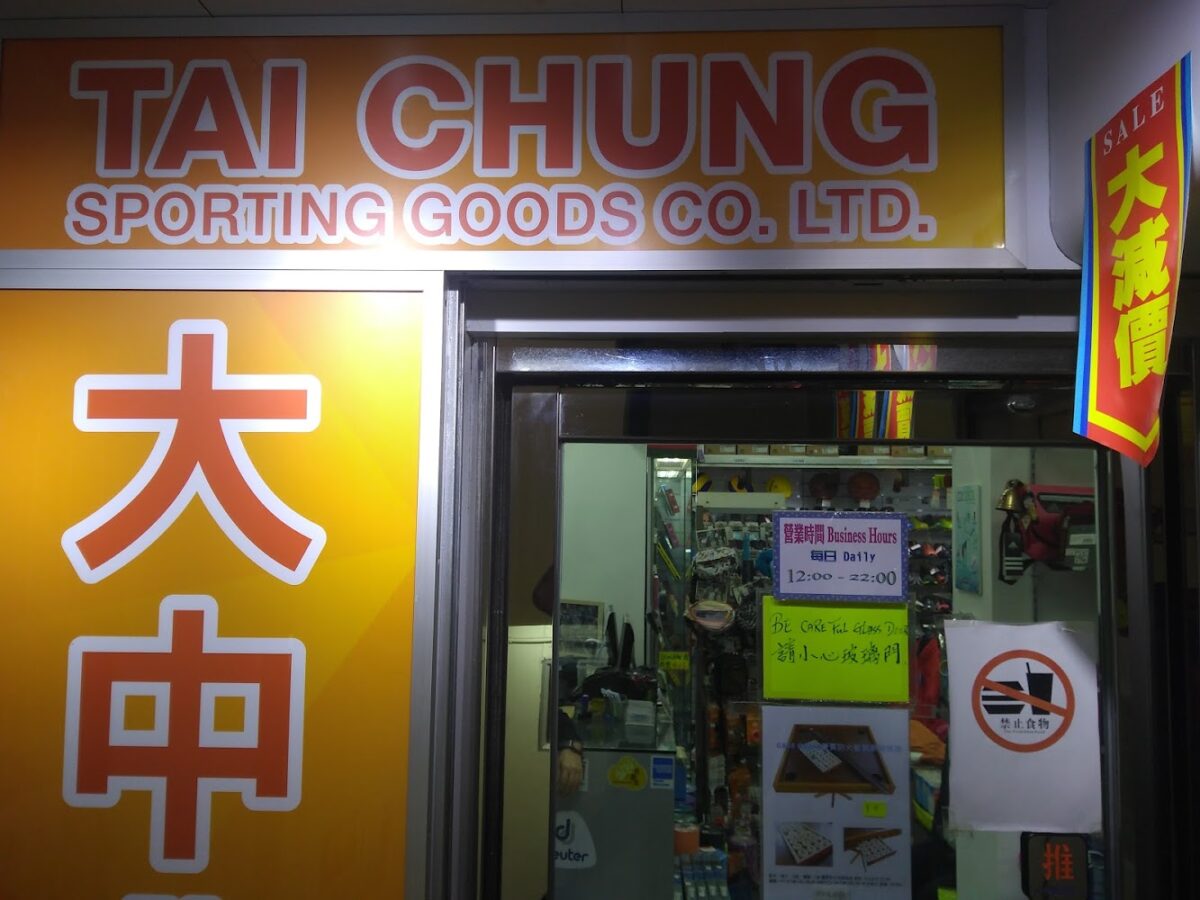 TAI CHUNG
SPORTING GOODS CO. LTD.
SALE
大減價
大中
營業時間 Business Hours
每日 Daily
12:00 - 22:00
BE CAREFUL GLASS DOOR
請小心玻璃門
禁止食物
deuter
adidas
推